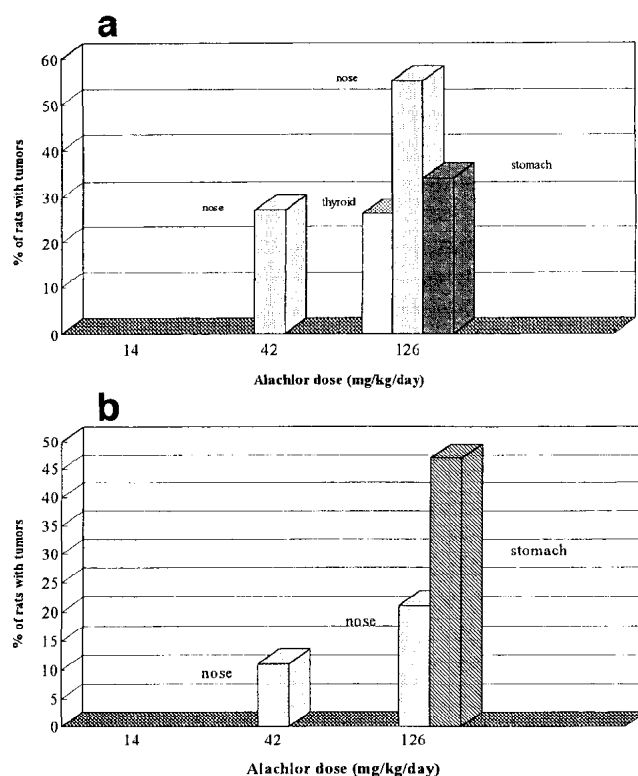 a
60
50
40
30
20
10
0
% of rats with tumors
nose
nose
thyroid
stomach
14 42 126
Alachlor dose (mg/kg/day)
b
50
45
40
35
30
25
20
15
10
5
0
% of rats with tumors
stomach
nose
nose
14 42 126
Alachlor dose (mg/kg/day)